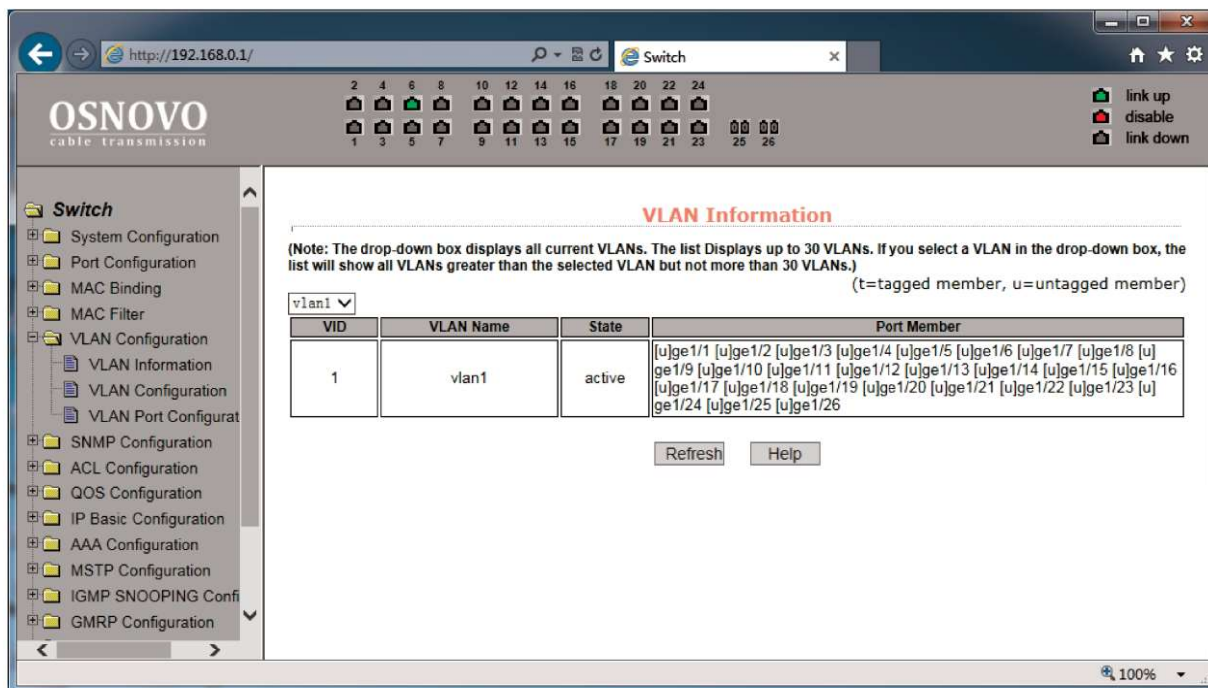 http://192.168.0.1/
Switch
OSNOVO
cable transmission
2 4 6 8 10 12 14 16 18 20 22 24
1 3 5 7 9 11 13 15 17 19 21 23 25 26
link up
disable
link down
Switch
System Configuration
Port Configuration
MAC Binding
MAC Filter
VLAN Configuration
VLAN Information
VLAN Configuration
VLAN Port Configurat
SNMP Configuration
ACL Configuration
QOS Configuration
IP Basic Configuration
AAA Configuration
MSTP Configuration
IGMP SNOOPING Confi
GMRP Configuration
VLAN Information
(Note: The drop-down box displays all current VLANs. The list Displays up to 30 VLANs. If you select a VLAN in the drop-down box, the
list will show all VLANs greater than the selected VLAN but not more than 30 VLANs.)
(t=tagged member, u=untagged member)
vlan1
VID VLAN Name State Port Member
1 vlan1 active
[u]ge1/1 [u]ge1/2 [u]ge1/3 [u]ge1/4 [u]ge1/5 [u]ge1/6 [u]ge1/7 [u]ge1/8 [u]
ge1/9 [u]ge1/10 [u]ge1/11 [u]ge1/12 [u]ge1/13 [u]ge1/14 [u]ge1/15 [u]ge1/16
[u]ge1/17 [u]ge1/18 [u]ge1/19 [u]ge1/20 [u]ge1/21 [u]ge1/22 [u]ge1/23 [u]
ge1/24 [u]ge1/25 [u]ge1/26
Refresh Help
100%